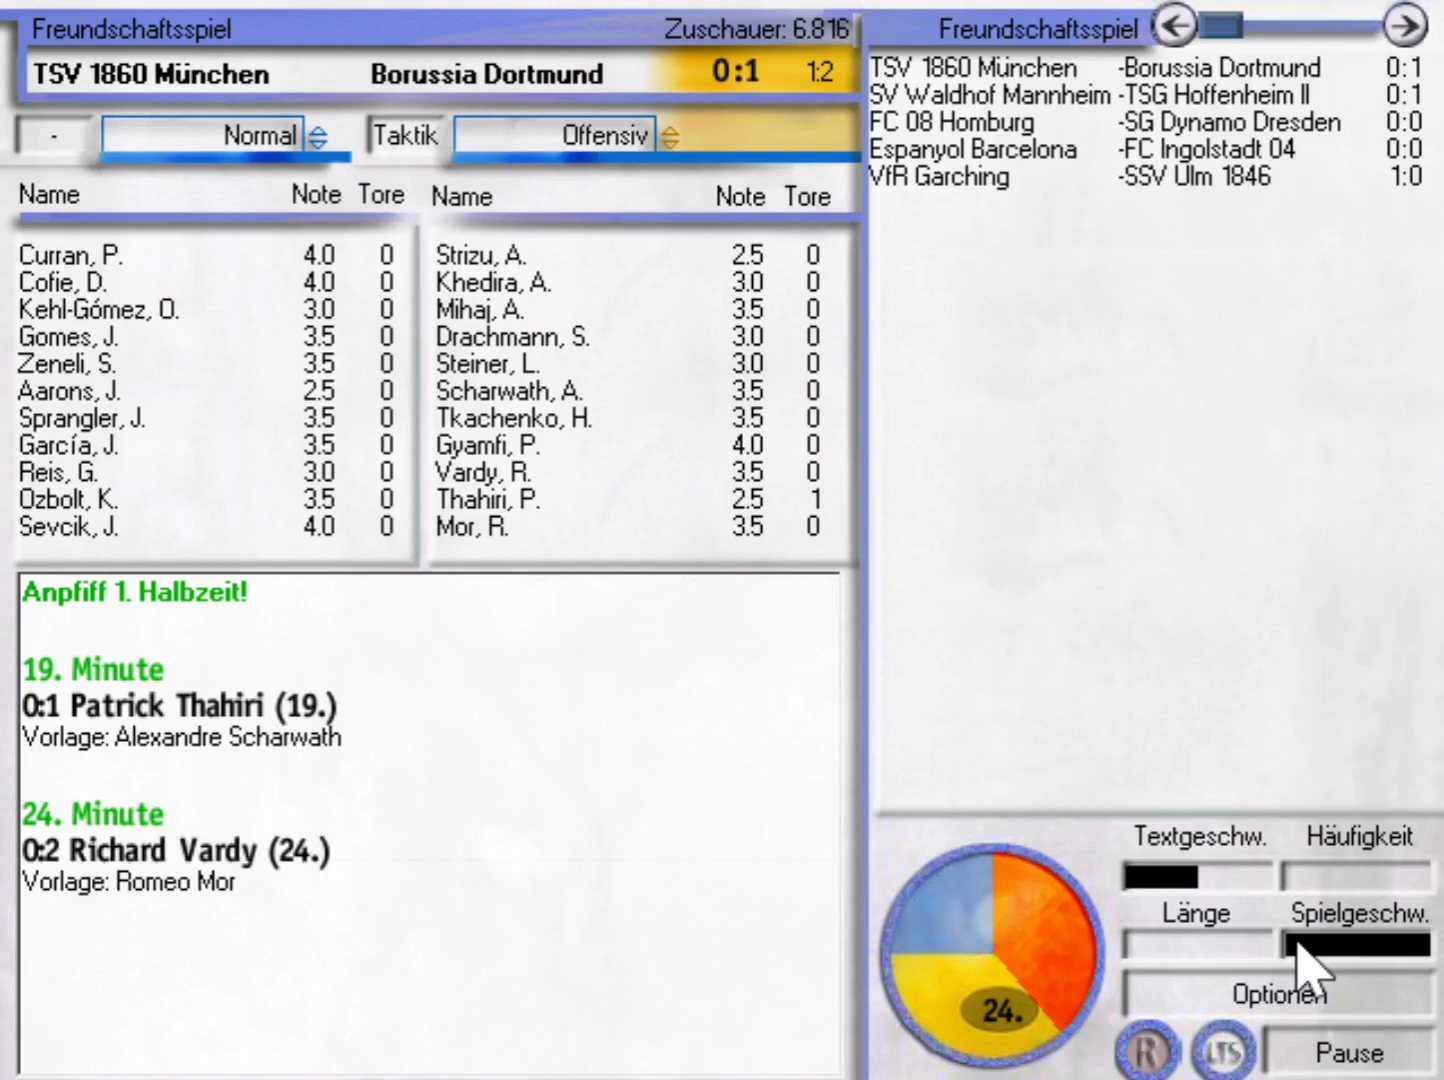 Freundschaftsspiel Zuschauer: 6.816
TSV 1860 München Borussia Dortmund 0:1 1:2
- Normal Taktik Offensiv
Name Note Tore Name Note Tore
Curran, P. 4.0 0 Strizu, A. 2.5 0
Cofie, D. 4.0 0 Khedira, A. 3.0 0
Kehl-Gómez, O. 3.0 0 Mihaj, A. 3.5 0
Gomes, J. 3.5 0 Drachmann, S. 3.0 0
Zeneli, S. 3.5 0 Steiner, L. 3.0 0
Aarons, J. 2.5 0 Scharwath, A. 3.5 0
Sprangler, J. 3.5 0 Tkachenko, H. 3.5 0
García, J. 3.5 0 Gyamfi, P. 4.0 0
Reis, G. 3.0 0 Vardy, R. 3.5 0
Ozbolt, K. 3.5 0 Thahiri, P. 2.5 1
Sevcik, J. 4.0 0 Mor, R. 3.5 0
Anpfiff 1. Halbzeit!
19. Minute
0:1 Patrick Thahiri (19.)
Vorlage: Alexandre Scharwath
24. Minute
0:2 Richard Vardy (24.)
Vorlage: Romeo Mor
Freundschaftsspiel
TSV 1860 München -Borussia Dortmund 0:1
SV Waldhof Mannheim -TSG Hoffenheim II 0:1
FC 08 Homburg -SG Dynamo Dresden 0:0
Espanyol Barcelona -FC Ingolstadt 04 0:0
VfR Garching -SSV Ulm 1846 1:0
Textgeschw. Häufigkeit
Länge Spielgeschw.
Optionen
24.
R LTS Pause